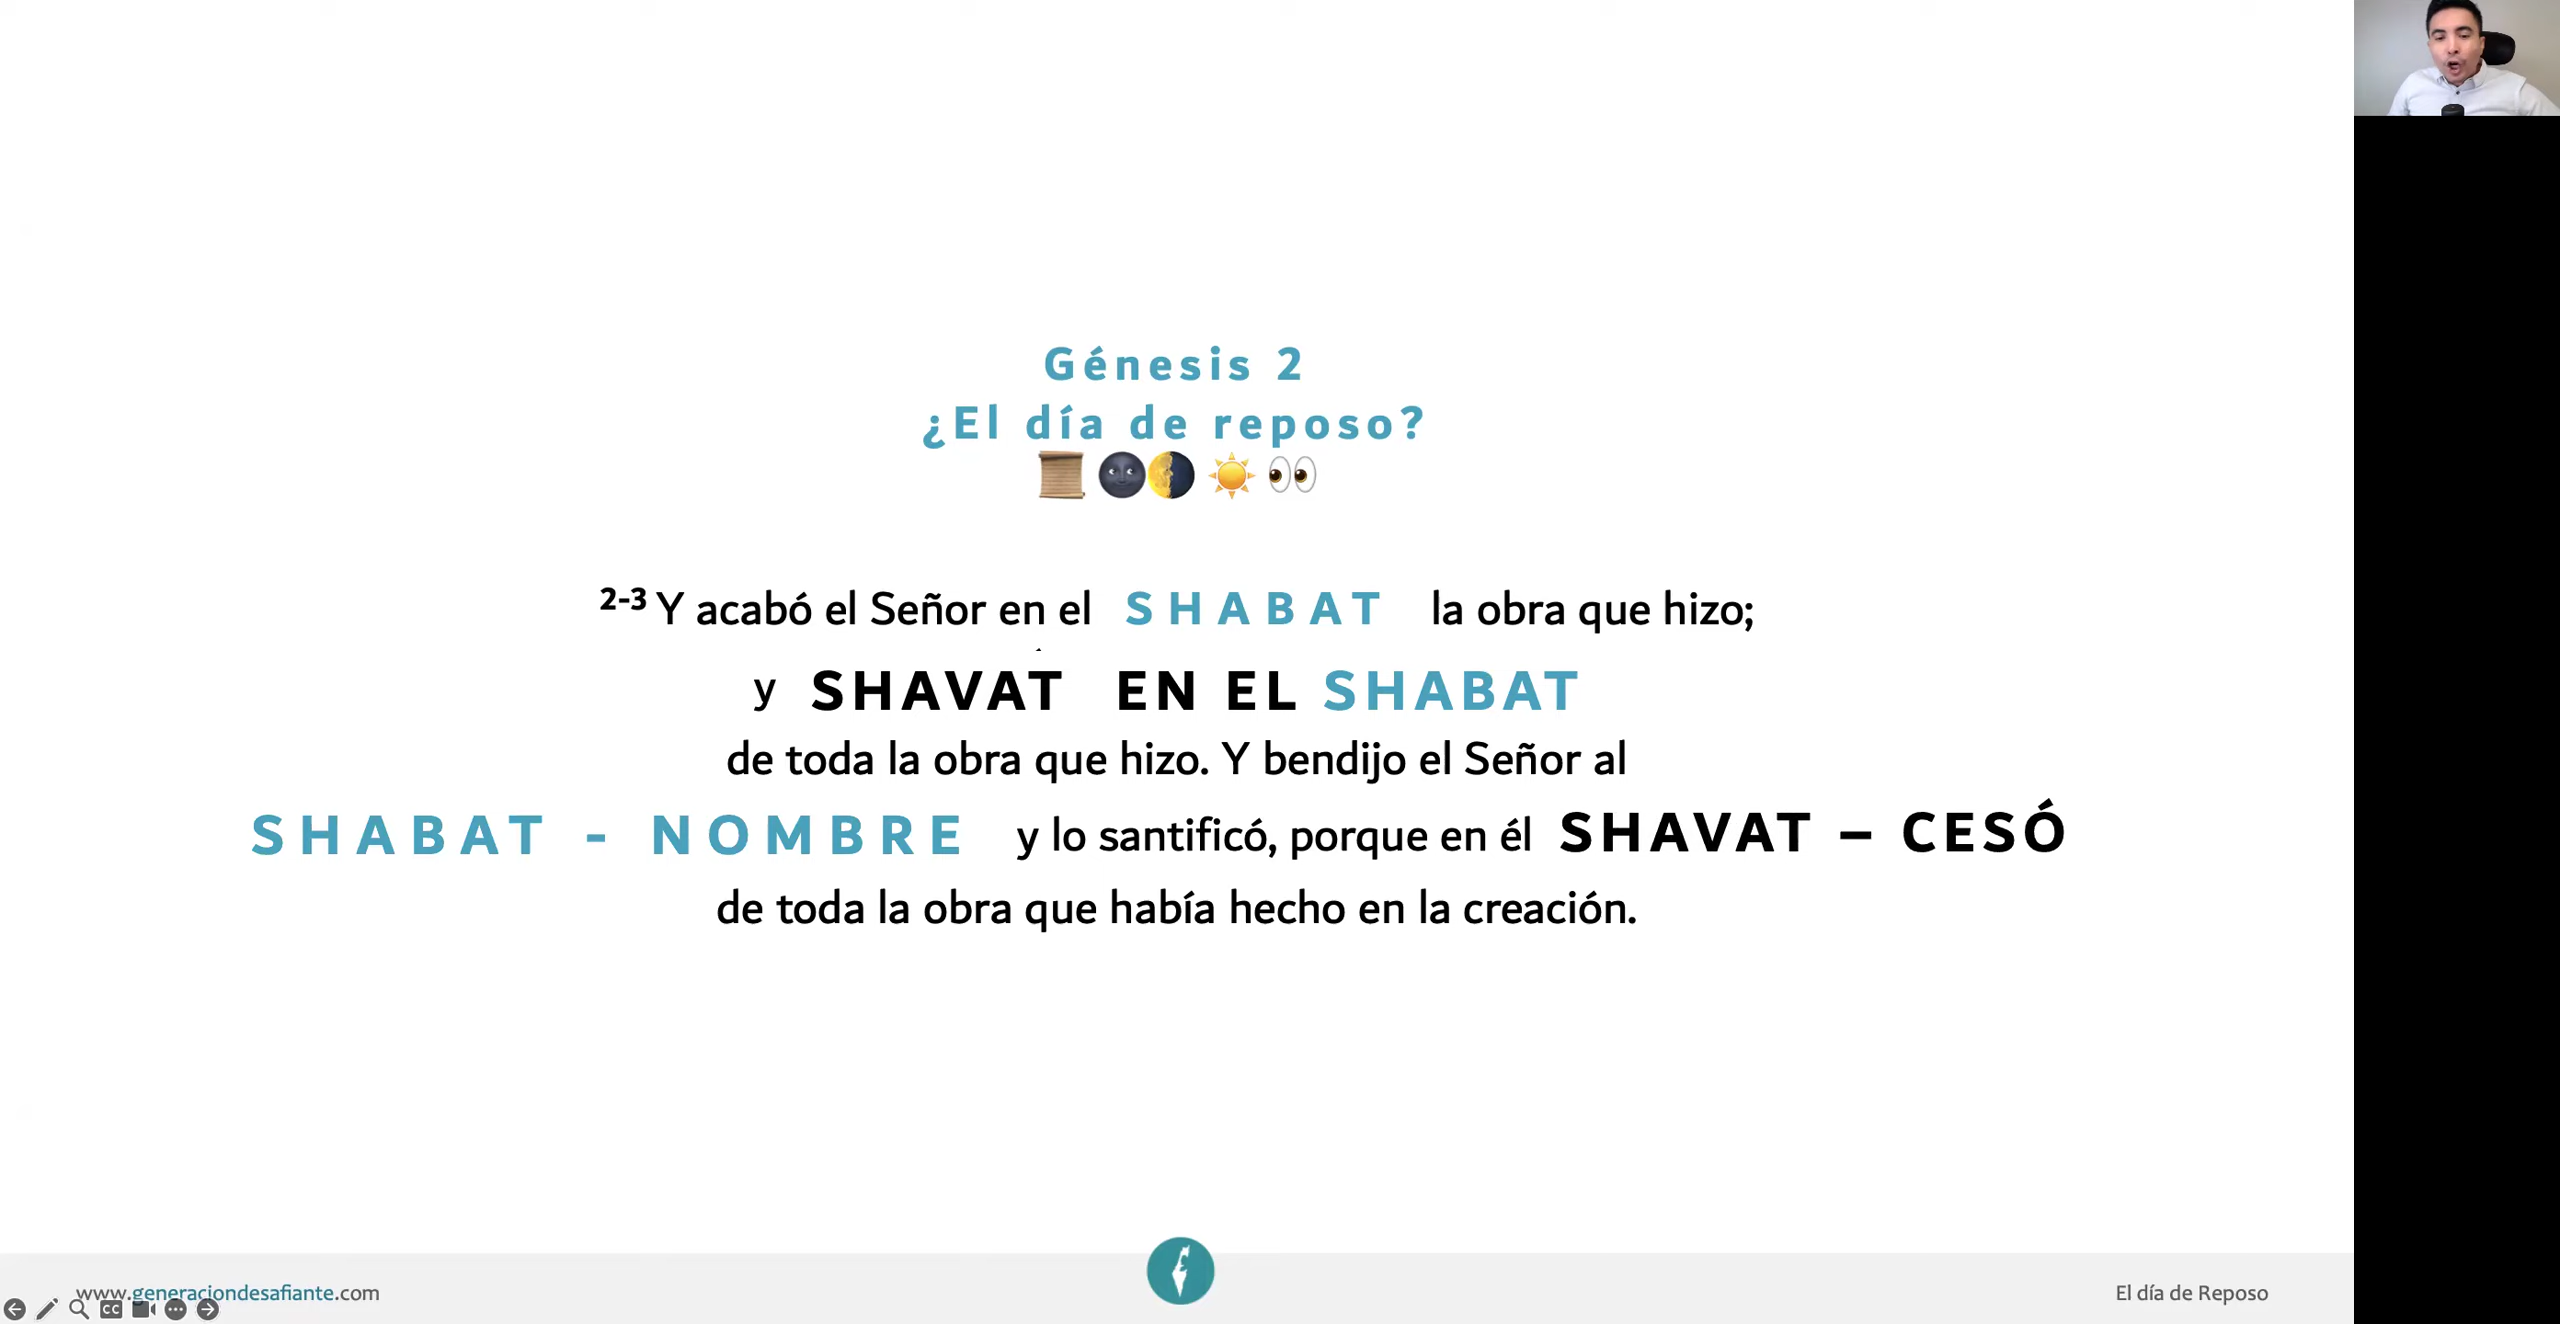 Génesis 2
¿El día de reposo?
2-3 Y acabó el Señor en el SHABAT la obra que hizo;
y SHAVAT EN EL SHABAT
de toda la obra que hizo. Y bendijo el Señor al
SHABAT - NOMBRE y lo santificó, porque en él SHAVAT – CESÓ
de toda la obra que había hecho en la creación.
www.generaciondesafiante.com
CC
El día de Reposo